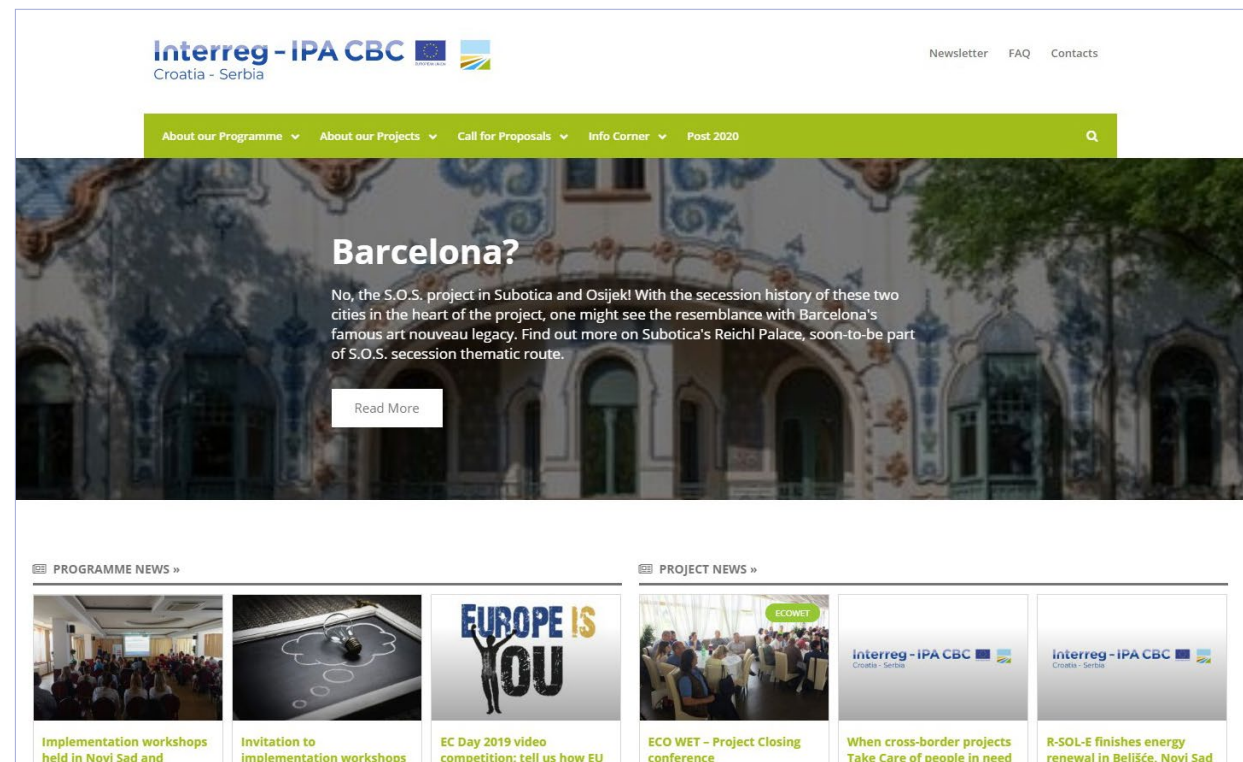 Interreg - IPA CBC
EUROPEAN UNION
Croatia - Serbia
Newsletter FAQ Contacts
About our Programme About our Projects Call for Proposals Info Corner Post 2020
Barcelona?
No, the S.O.S. project in Subotica and Osijek! With the secession history of these two
cities in the heart of the project, one might see the resemblance with Barcelona's
famous art nouveau legacy. Find out more on Subotica's Reichl Palace, soon-to-be part
of S.O.S. secession thematic route.
Read More
PROGRAMME NEWS »
EUROPE IS
YOU
Implementation workshops
held in Novi Sad and
Invitation to
implementation workshops
EC Day 2019 video
competition: tell us how EU
PROJECT NEWS »
ECOWET
Interreg - IPA CBC
Croatia - Serbia
Interreg - IPA CBC
Croatia - Serbia
ECO WET – Project Closing
conference
When cross-border projects
Take Care of people in need
R-SOL-E finishes energy
renewal in Belišće, Novi Sad